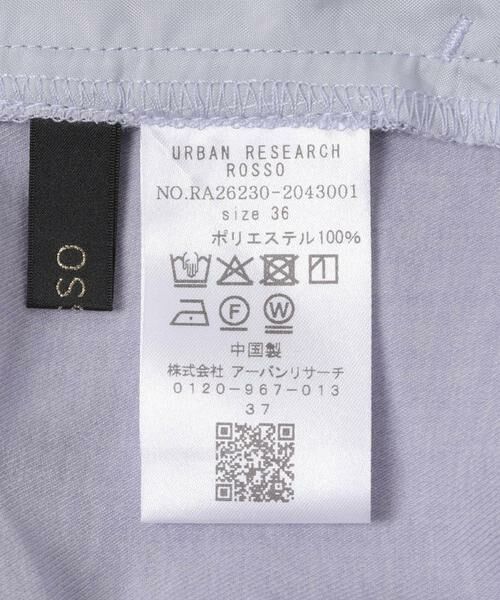 URBAN RESEARCH
ROSSO
NO.RA26230-2043001
size 36
ポリエステル100%
F W
中国製
株式会社 アーバンリサーチ
0120-967-013
37
SSO